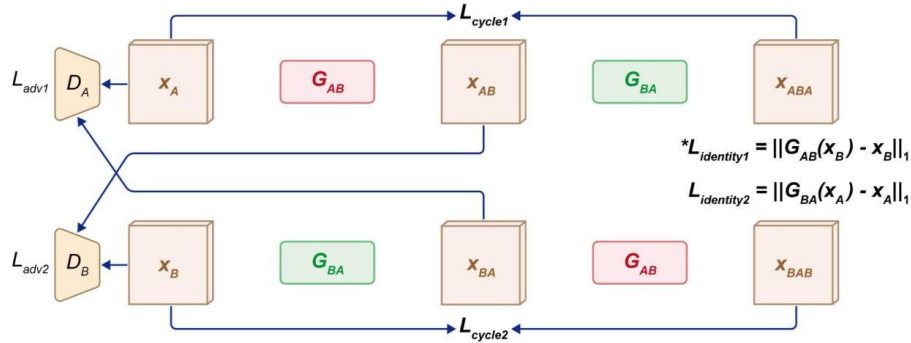 L_cycle1
L_adv1 D_A x_A G_AB x_AB G_BA x_ABA
*L_identity1 = ||G_AB(x_B) - x_B||_1
L_identity2 = ||G_BA(x_A) - x_A||_1
L_adv2 D_B x_B G_BA x_BA G_AB x_BAB
L_cycle2